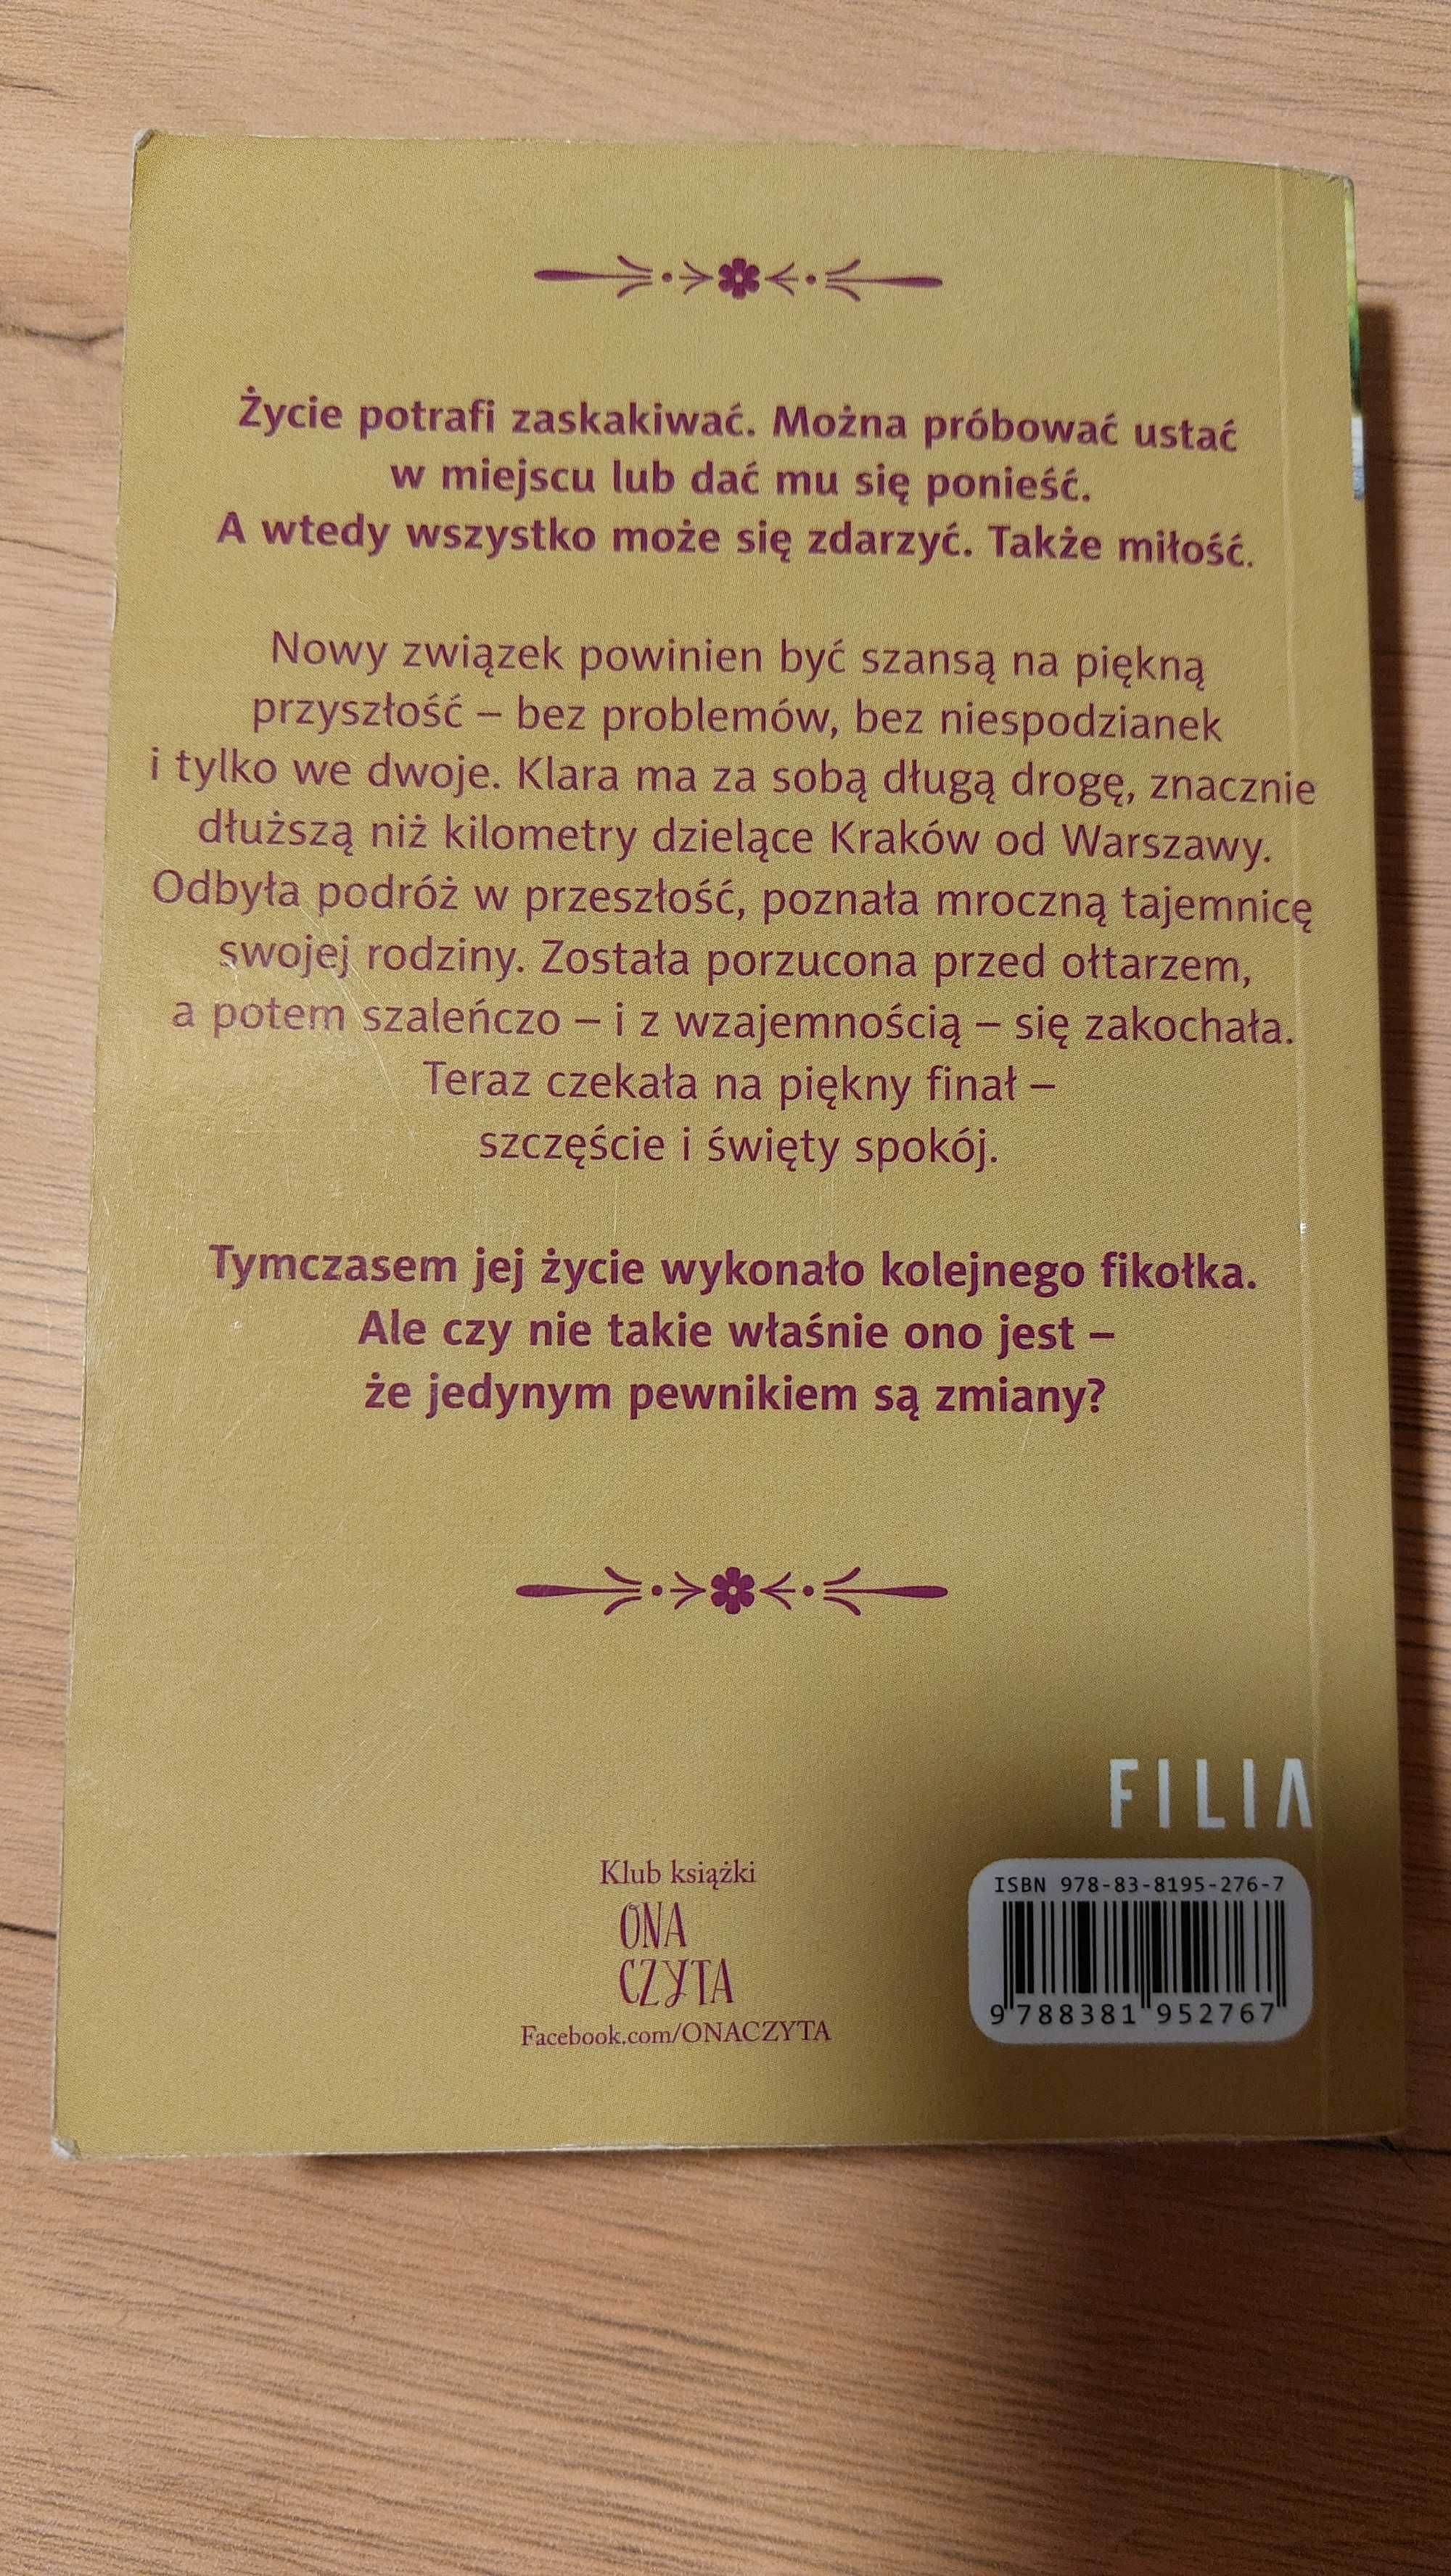 Życie potrafi zaskakiwać. Można próbować ustać
w miejscu lub dać mu się ponieść.
A wtedy wszystko może się zdarzyć. Także miłość.
Nowy związek powinien być szansą na piękną
przyszłość – bez problemów, bez niespodzianek
i tylko we dwoje. Klara ma za sobą długą drogę, znacznie
dłuższą niż kilometry dzielące Kraków od Warszawy.
Odbyła podróż w przeszłość, poznała mroczną tajemnicę
swojej rodziny. Została porzucona przed ołtarzem,
a potem szaleńczo – i z wzajemnością – się zakochała.
Teraz czekała na piękny finał –
szczęście i święty spokój.
Tymczasem jej życie wykonało kolejnego fikołka.
Ale czy nie takie właśnie ono jest –
że jedynym pewnikiem są zmiany?
FILIA
Klub książki
ONA
CZYTA
Facebook.com/ONACZYTA
ISBN 978-83-8195-276-7
9 788381 952767